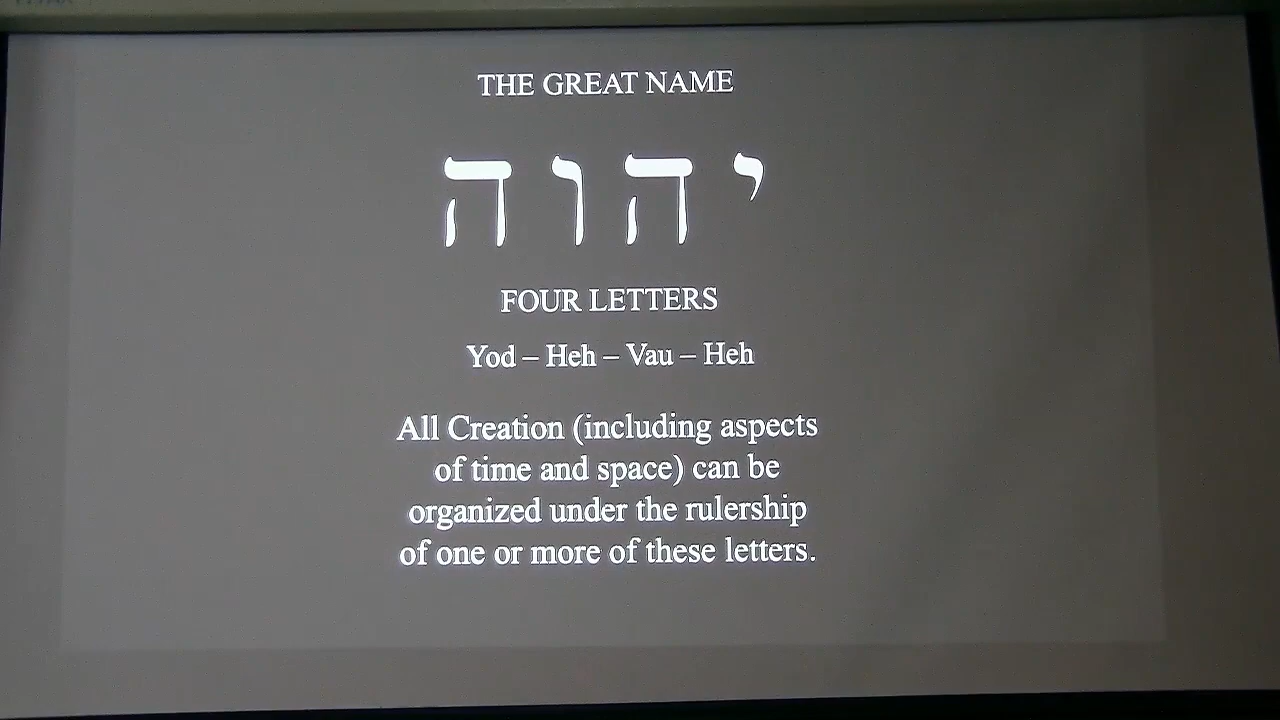 THE GREAT NAME
יהוה
FOUR LETTERS
Yod – Heh – Vau – Heh
All Creation (including aspects
of time and space) can be
organized under the rulership
of one or more of these letters.